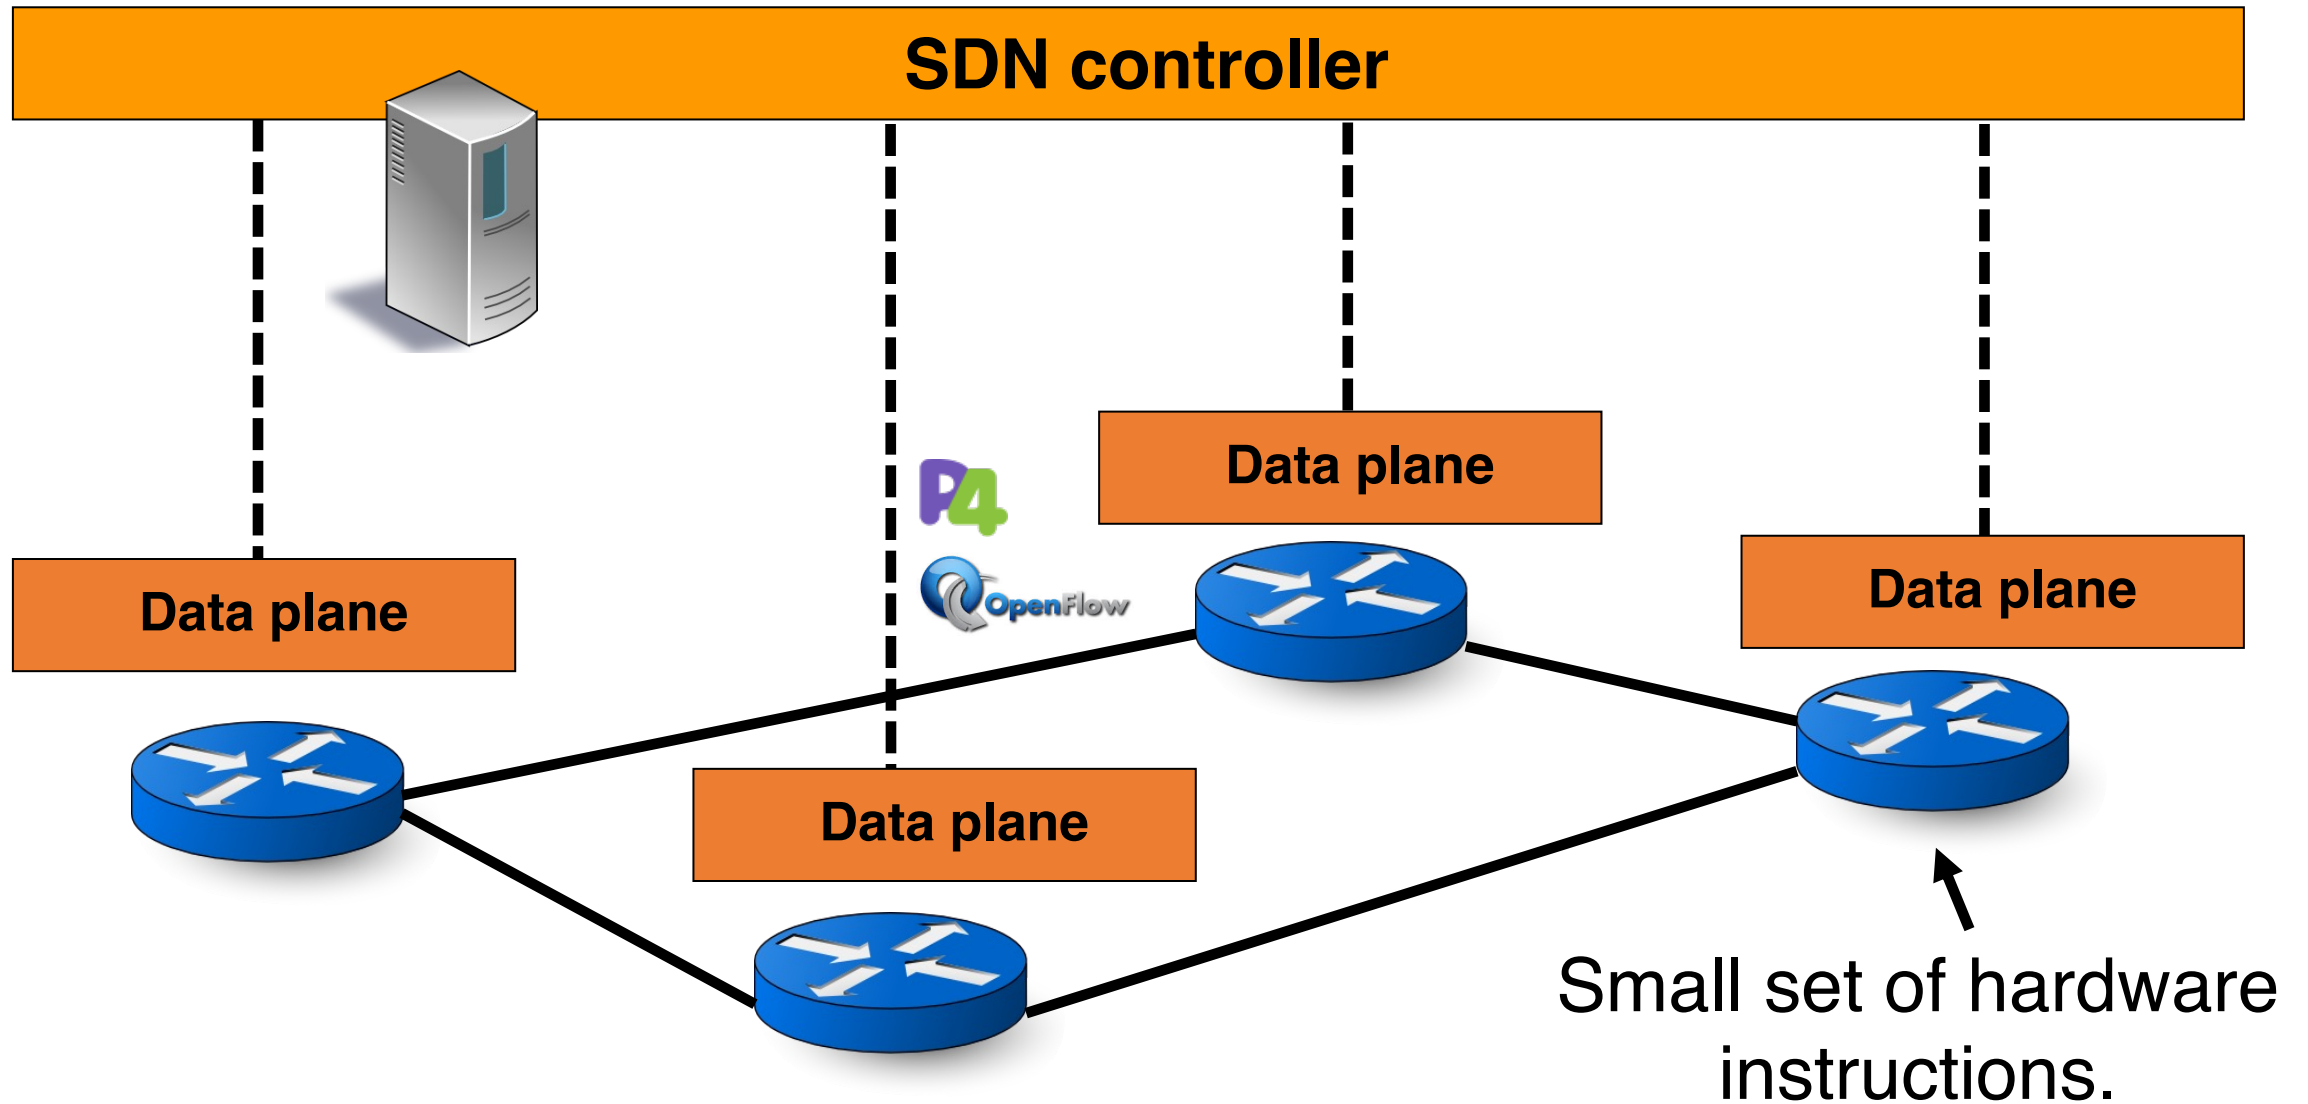 SDN controller
Data plane
P4
Data plane
OpenFlow
Data plane
Data plane
Small set of hardware
instructions.